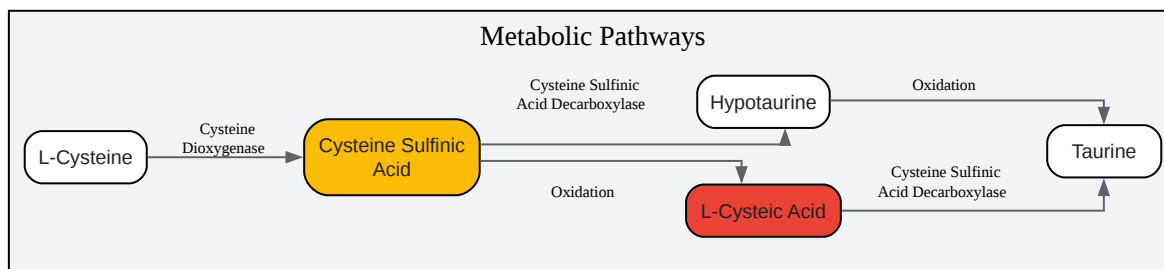 Metabolic Pathways
L-Cysteine
Cysteine
Dioxygenase
Cysteine Sulfinic
Acid
Cysteine Sulfinic
Acid Decarboxylase
Hypotaurine
Oxidation
Oxidation
L-Cysteic Acid
Cysteine Sulfinic
Acid Decarboxylase
Taurine